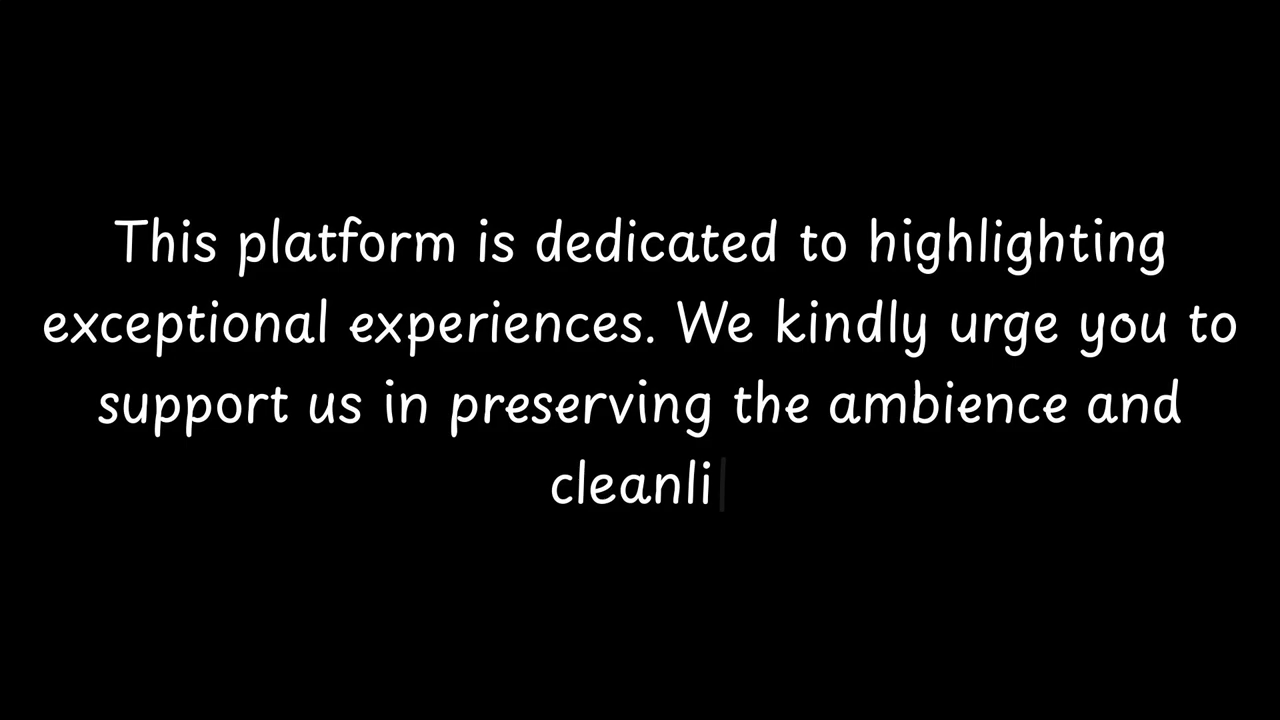 This platform is dedicated to highlighting
exceptional experiences. We kindly urge you to
support us in preserving the ambience and
cleanli